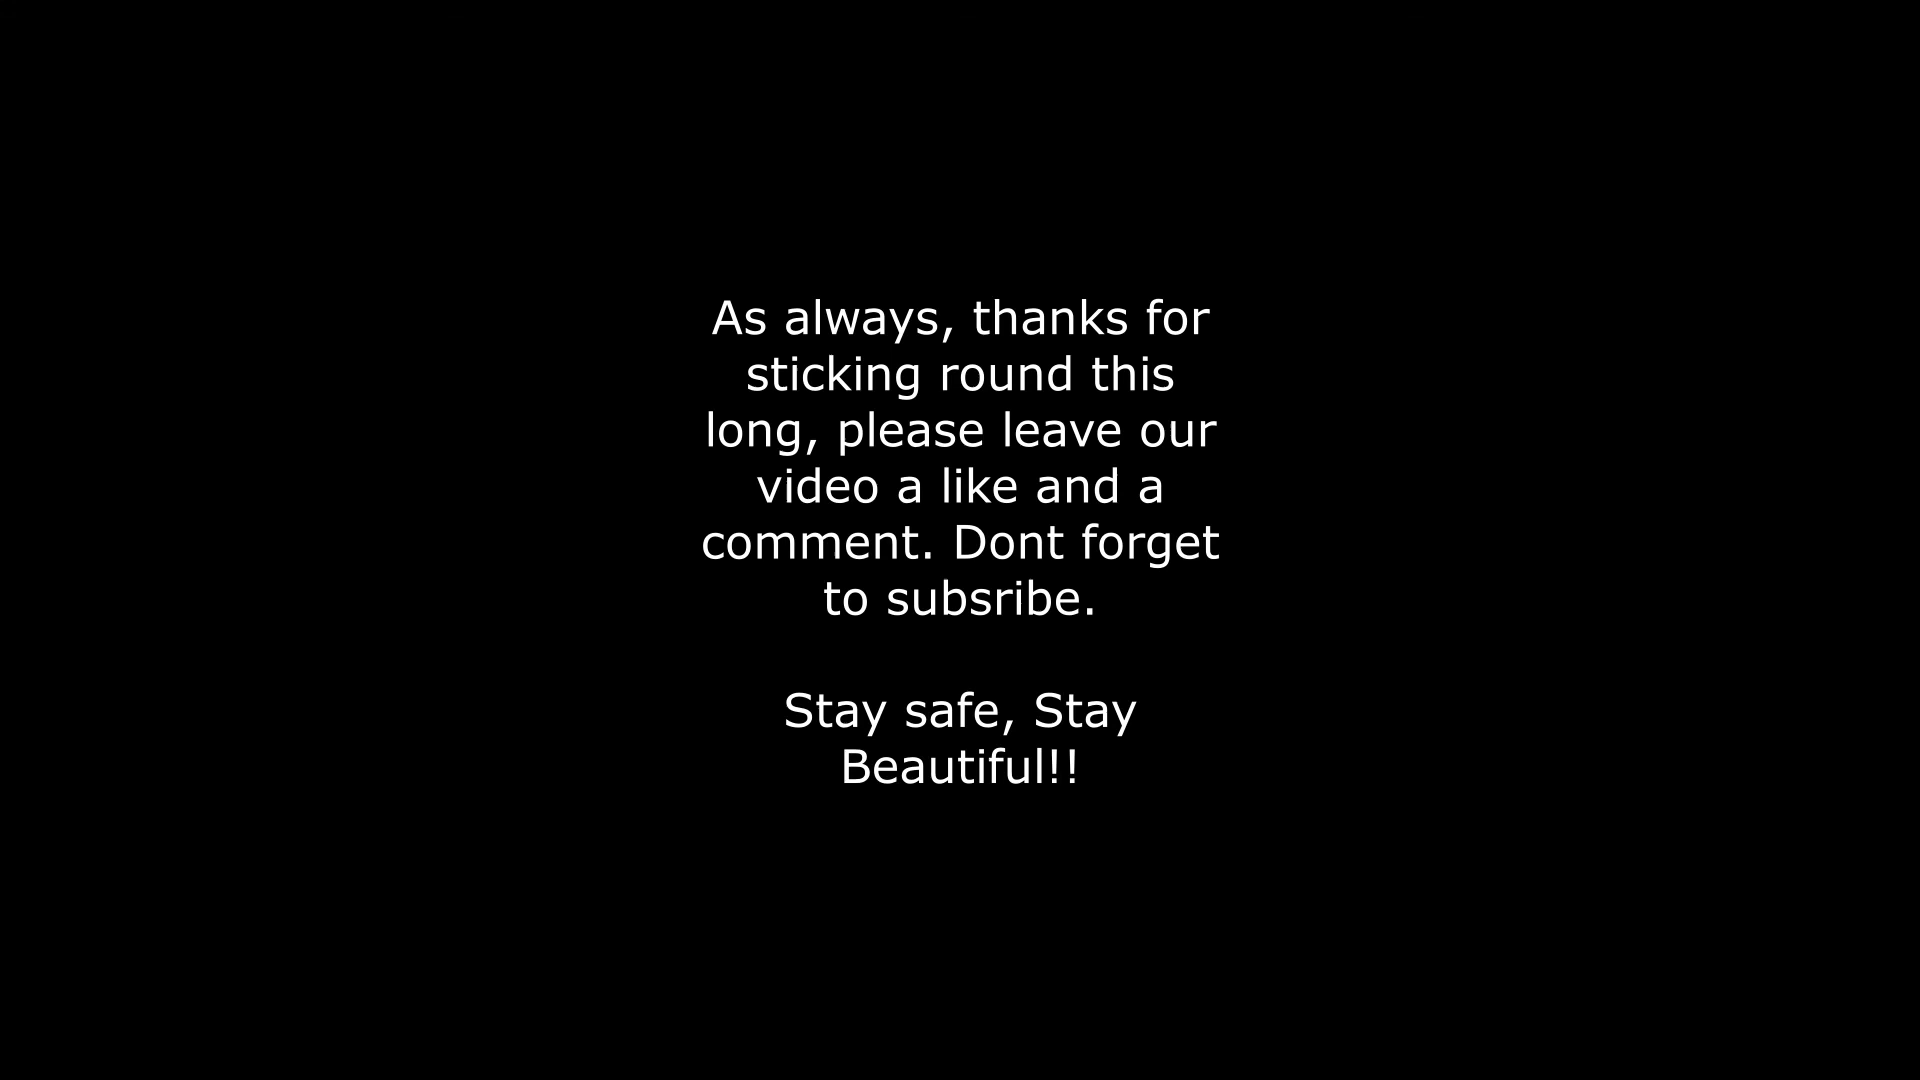 As always, thanks for
sticking round this
long, please leave our
video a like and a
comment. Dont forget
to subsribe.
Stay safe, Stay
Beautiful!!